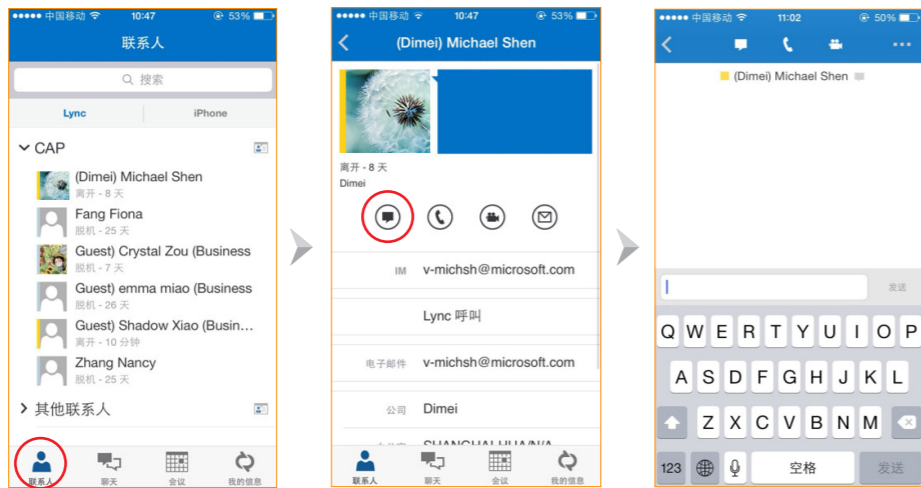 中国移动 10:47 53%
联系人
搜索
Lync iPhone
CAP
(Dimei) Michael Shen
离开 - 8 天
Fang Fiona
脱机 - 25 天
Guest) Crystal Zou (Business
脱机 - 7 天
Guest) emma miao (Business
脱机 - 26 天
Guest) Shadow Xiao (Busin…
离开 - 10 分钟
Zhang Nancy
脱机 - 25 天
其他联系人
联系人 聊天 会议 我的信息
中国移动 10:47 53%
(Dimei) Michael Shen
离开 - 8 天
Dimei
IM v-michsh@microsoft.com
Lync 呼叫
电子邮件 v-michsh@microsoft.com
公司 Dimei
SHANGHAI HUA/N/A
联系人 聊天 会议 我的信息
中国移动 11:02 50%
(Dimei) Michael Shen
发送
Q W E R T Y U I O P
A S D F G H J K L
Z X C V B N M
123 空格 发送